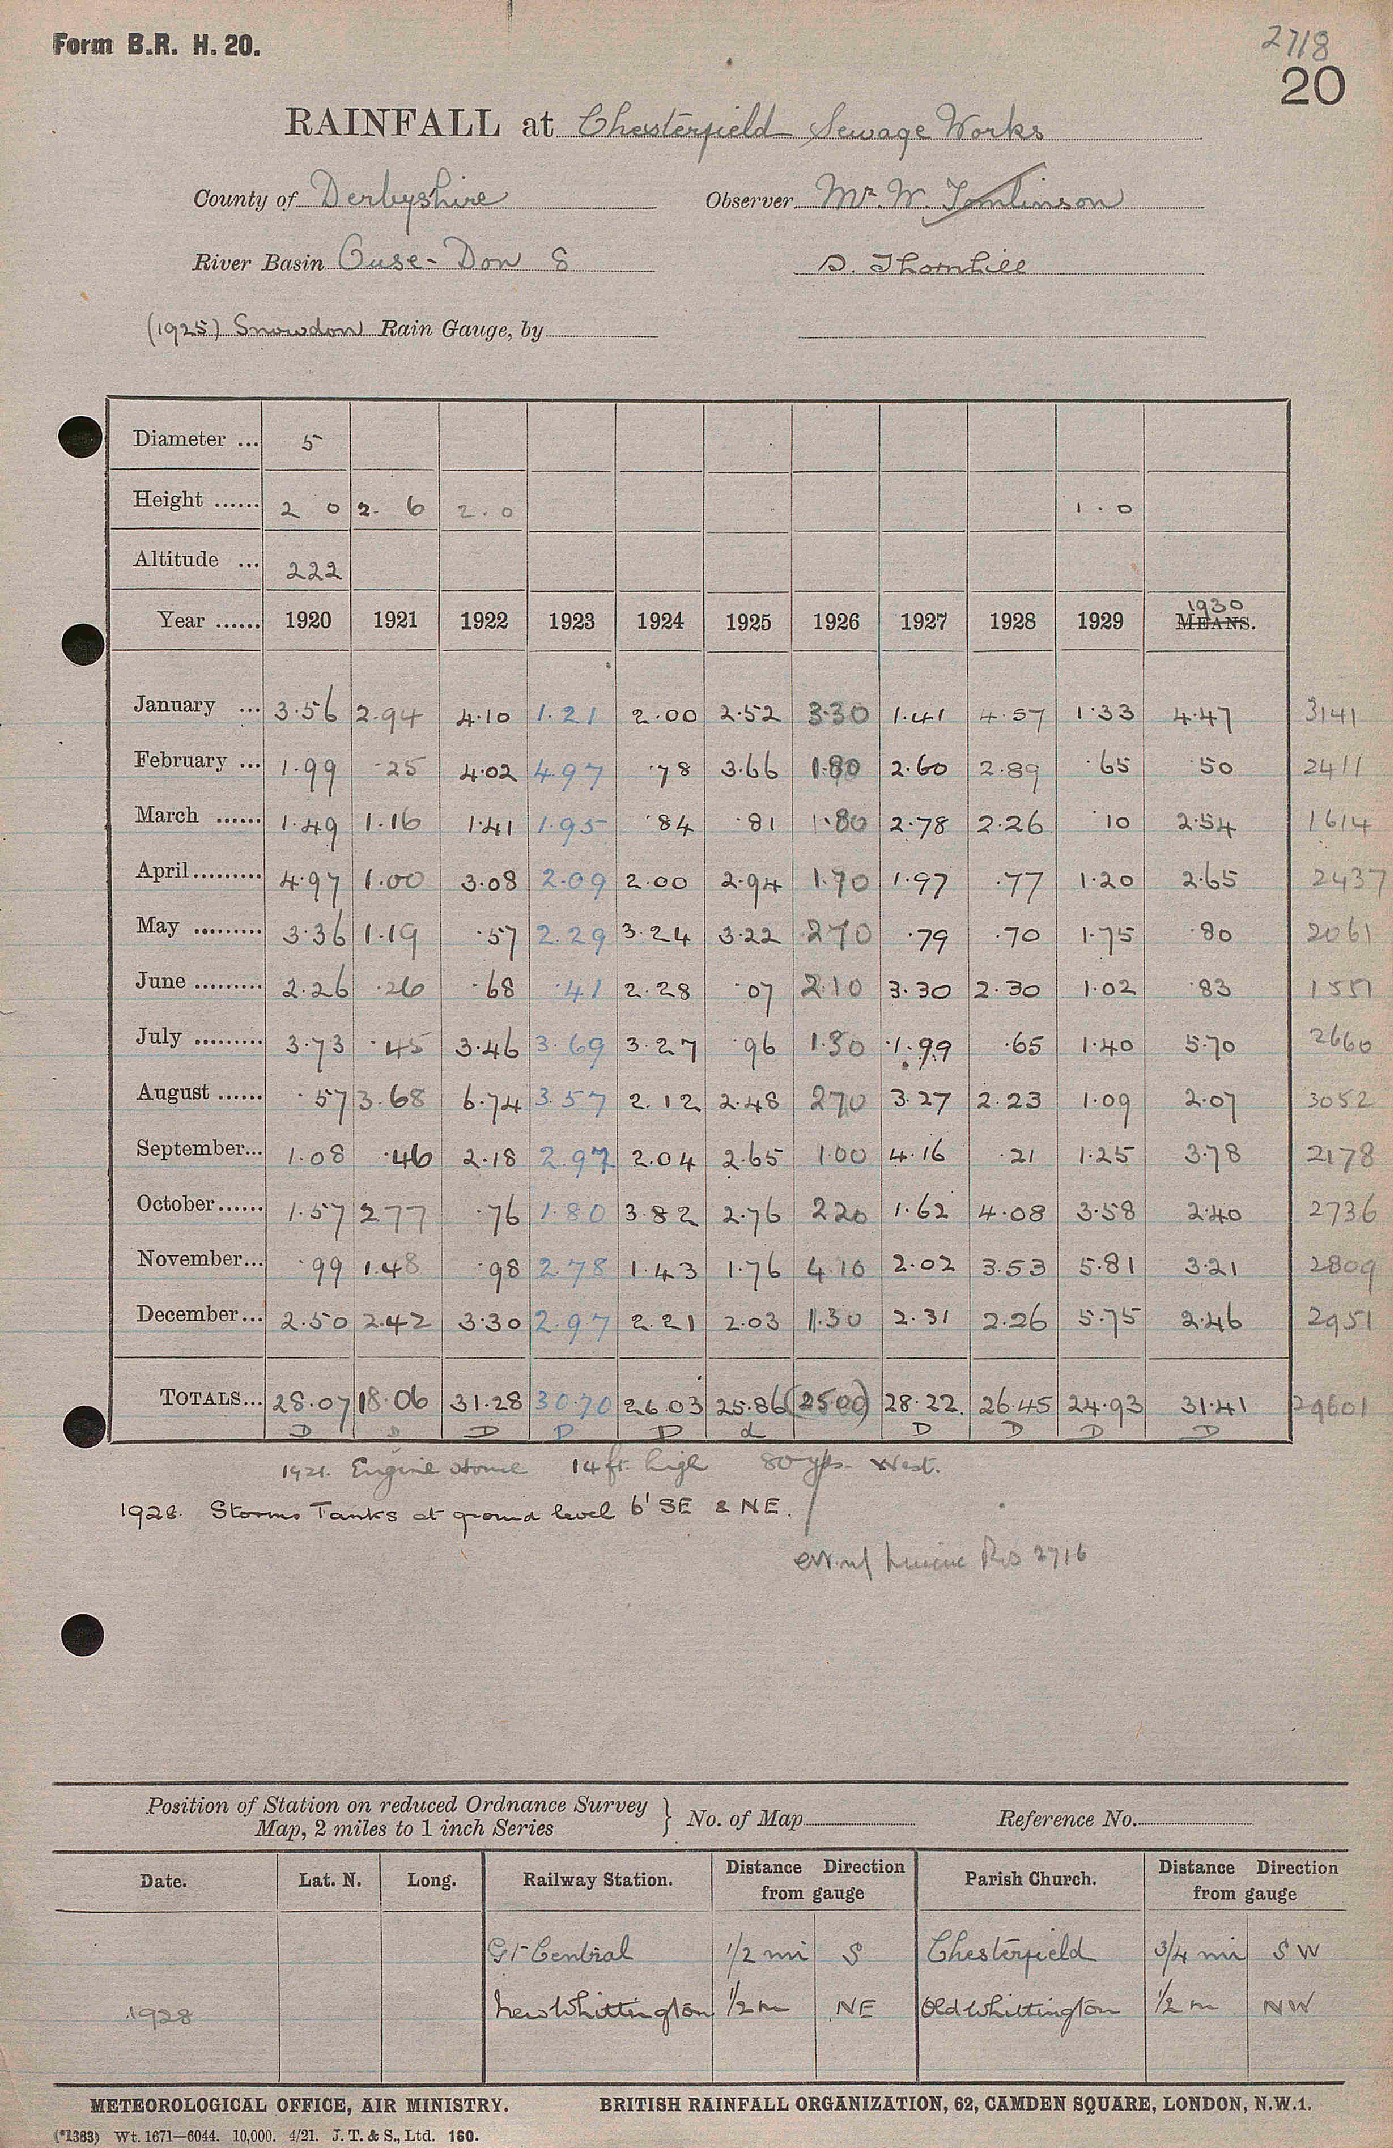 Form B.R. H. 20.
2718
20
RAINFALL at Chesterfield Sewage Works
County of Derbyshire Observer Mr. W. Tomlinson
River Basin Ouse-Don S S. Thornhill
(1925) Snowdon Rain Gauge, by
Diameter ... 5
Height ...... 2 0 2. 6 2.0 1.0
Altitude ... 222
1930
Year ...... 1920 1921 1922 1923 1924 1925 1926 1927 1928 1929 MEANS.
January ... 3.56 2.94 4.10 1.21 2.00 2.52 3.30 1.41 4.57 1.33 4.47 3141
February ... 1.99 .25 4.02 4.97 .78 3.66 1.80 2.60 2.89 .65 .50 2411
March ...... 1.49 1.16 1.41 1.95 .84 .81 1.80 2.78 2.26 .10 2.54 1614
April......... 4.97 1.00 3.08 2.09 2.00 2.94 1.70 1.97 .77 1.20 2.65 2437
May ......... 3.36 1.19 .57 2.29 3.24 3.22 270 .79 .70 1.75 .80 2061
June ......... 2.26 .26 .68 .41 2.28 .07 2.10 3.30 2.30 1.02 .83 1551
July ......... 3.73 .45 3.46 3.69 3.27 .96 1.30 1.99 .65 1.40 5.70 2660
August ...... .57 3.68 6.74 3.57 2.12 2.48 270 3.27 2.23 1.09 2.07 3052
September... 1.08 .46 2.18 2.97 2.04 2.65 1.00 4.16 .21 1.25 3.78 2178
October...... 1.57 2.77 .76 1.80 3.82 2.76 220 1.62 4.08 3.58 2.40 2736
November... .99 1.48 .98 2.78 1.43 1.76 4.10 2.02 3.53 5.81 3.21 2809
December... 2.50 2.42 3.30 2.97 2.21 2.03 1.30 2.31 2.26 5.75 2.46 2951
TOTALS... 28.07 18.06 31.28 30.70 26.03 25.86 (2500) 28.22 26.45 24.93 31.41 29601
D D D D D d D D D D
1921. Engine House 14 ft. high 80 yds. West.
1928. Storms Tanks at ground level 6' SE & NE.
2716
Position of Station on reduced Ordnance Survey
Map, 2 miles to 1 inch Series } No. of Map Reference No.
Date. Lat. N. Long. Railway Station. Distance Direction from gauge Parish Church. Distance Direction from gauge
Gt Central 1/2 mi S Chesterfield 3/4 mi SW
1928 New Whittington 1/2 m NE Old Whittington 1/2 m NW
METEOROLOGICAL OFFICE, AIR MINISTRY. BRITISH RAINFALL ORGANIZATION, 62, CAMDEN SQUARE, LONDON, N.W.1.
(*1383) Wt. 1671—6044. 10,000. 4/21. J. T. & S., Ltd. 160.